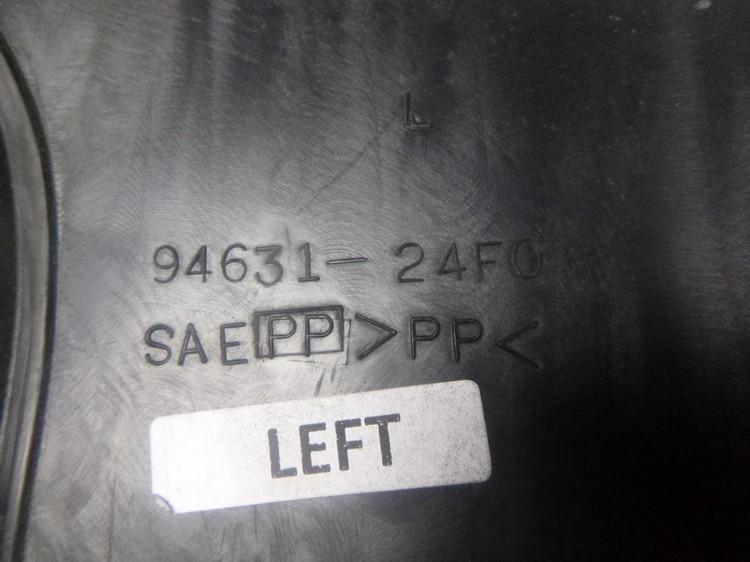 L
94631-24F0
SAE PP >PP<
LEFT